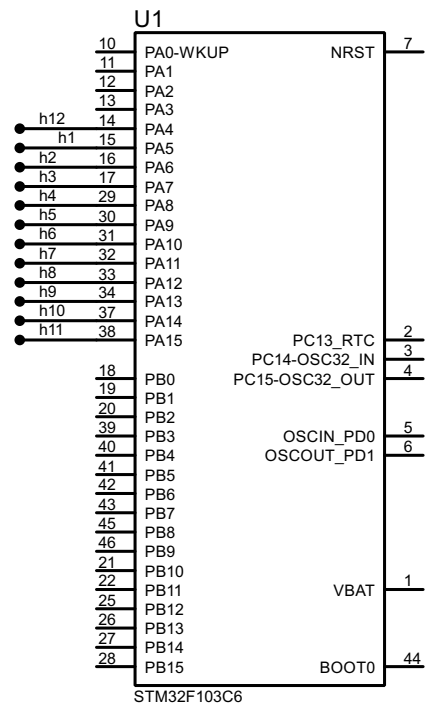 U1
10 PA0-WKUP NRST 7
11 PA1
12 PA2
13 PA3
h12 14 PA4
h1 15 PA5
h2 16 PA6
h3 17 PA7
h4 29 PA8
h5 30 PA9
h6 31 PA10
h7 32 PA11
h8 33 PA12
h9 34 PA13
h10 37 PA14
h11 38 PA15 PC13_RTC 2
PC14-OSC32_IN 3
18 PB0 PC15-OSC32_OUT 4
19 PB1
20 PB2
39 PB3 OSCIN_PD0 5
40 PB4 OSCOUT_PD1 6
41 PB5
42 PB6
43 PB7
45 PB8
46 PB9
21 PB10
22 PB11 VBAT 1
25 PB12
26 PB13
27 PB14
28 PB15 BOOT0 44
STM32F103C6